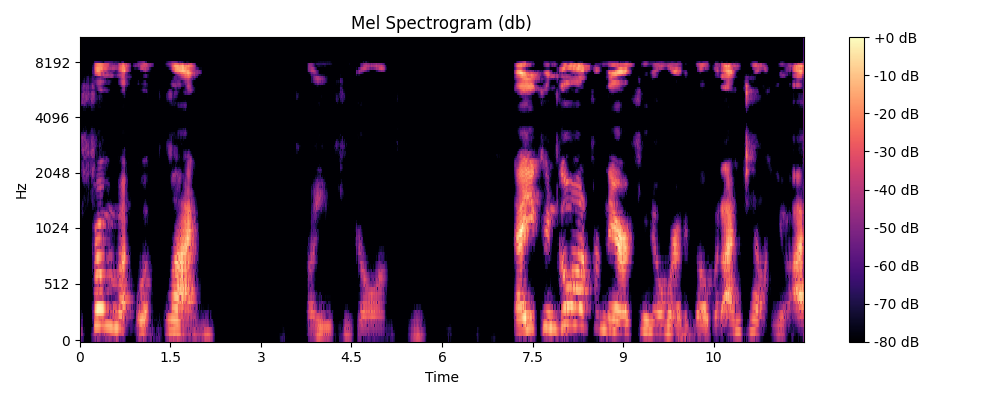 Mel Spectrogram (db)
8192
4096
2048
1024
512
0
Hz
0 1.5 3 4.5 6 7.5 9 10
Time
+0 dB
-10 dB
-20 dB
-30 dB
-40 dB
-50 dB
-60 dB
-70 dB
-80 dB